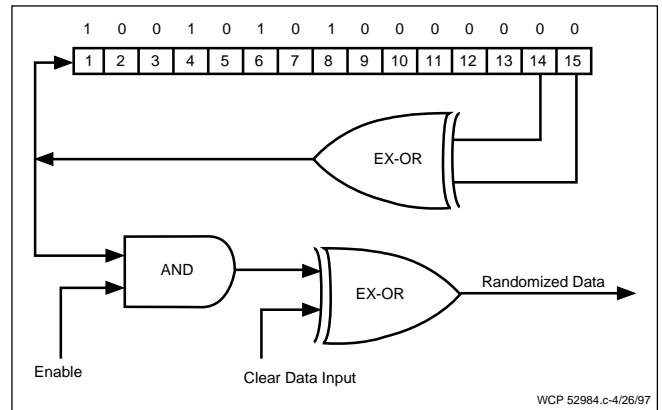 1 0 0 1 0 1 0 1 0 0 0 0 0 0 0
1 2 3 4 5 6 7 8 9 10 11 12 13 14 15
EX-OR
AND
EX-OR
Randomized Data
Enable
Clear Data Input
WCP 52984.c-4/26/97